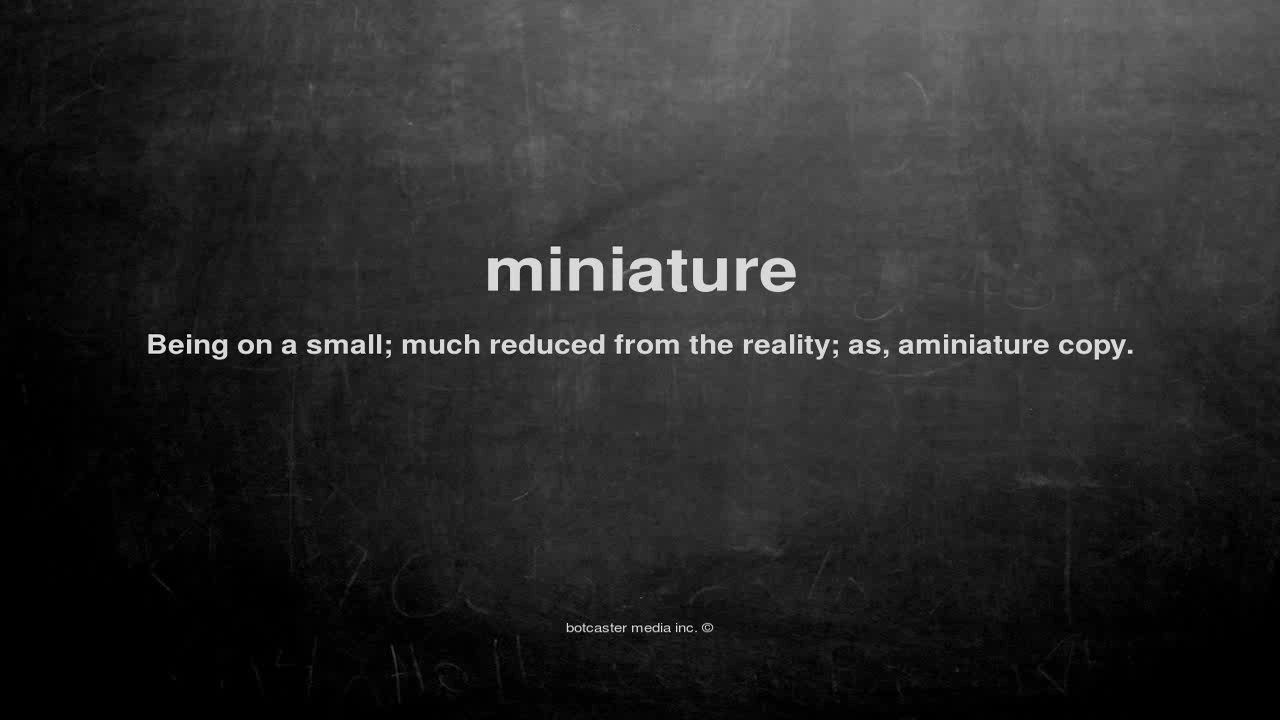 miniature
Being on a small; much reduced from the reality; as, aminiature copy.
botcaster media inc. ©